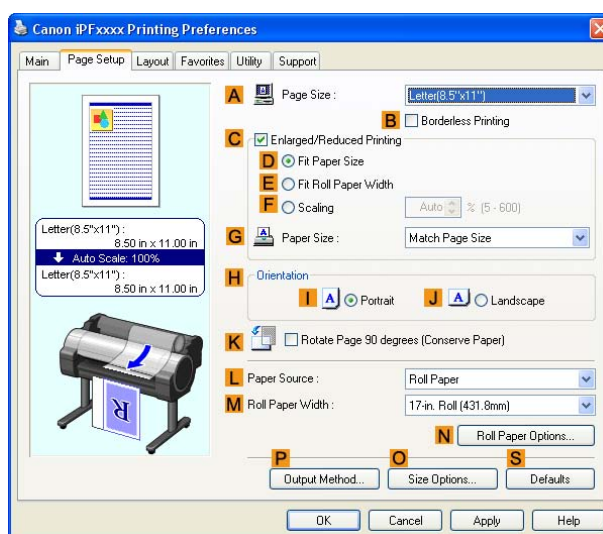 Canon iPFxxxx Printing Preferences
Main Page Setup Layout Favorites Utility Support
A Page Size : Letter(8.5"x11")
B Borderless Printing
C Enlarged/Reduced Printing
D Fit Paper Size
E Fit Roll Paper Width
F Scaling Auto % (5 - 600)
Letter(8.5"x11") :
8.50 in x 11.00 in
Auto Scale: 100%
Letter(8.5"x11") :
8.50 in x 11.00 in
G Paper Size : Match Page Size
H Orientation
I A Portrait J A Landscape
K Rotate Page 90 degrees (Conserve Paper)
R
L Paper Source : Roll Paper
M Roll Paper Width : 17-in. Roll (431.8mm)
N Roll Paper Options...
P O S
Output Method... Size Options... Defaults
OK Cancel Apply Help